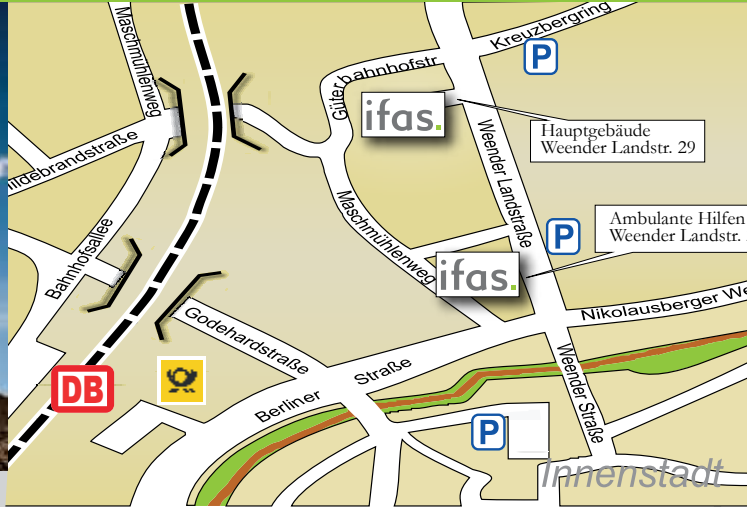 Maschmühlenweg
Kreuzbergring
P
Güterbahnhofstr.
ifas.
Hauptgebäude
Weender Landstr. 29
Weender Landstraße
ildebrandstraße
Maschmühlenweg
Ambulante Hilfen
Weender Landstr.
P
Bahnhofsallee
ifas.
Nikolausberger We
Godehardstraße
DB
Straße
Berliner
Weender Straße
P
Innenstadt